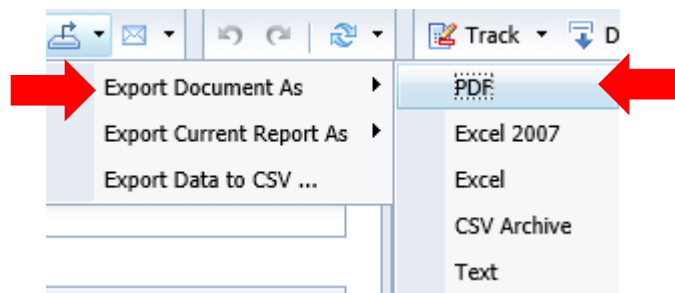 Track D
Export Document As
Export Current Report As
Export Data to CSV ...
PDF
Excel 2007
Excel
CSV Archive
Text